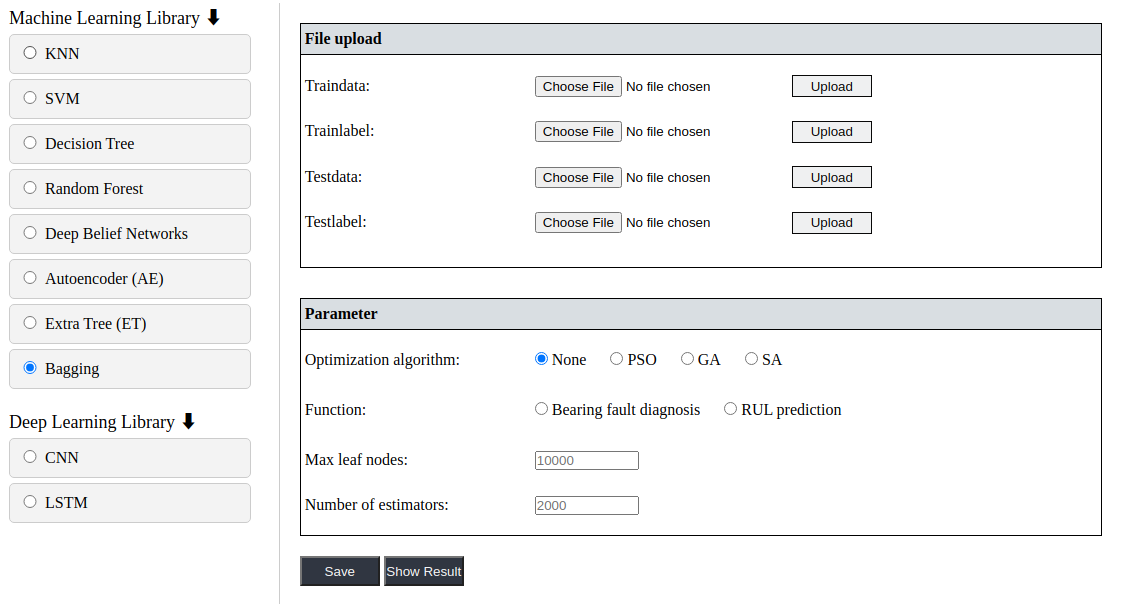 Machine Learning Library ⬇
KNN
SVM
Decision Tree
Random Forest
Deep Belief Networks
Autoencoder (AE)
Extra Tree (ET)
Bagging
Deep Learning Library ⬇
CNN
LSTM
File upload
Traindata: Choose File No file chosen Upload
Trainlabel: Choose File No file chosen Upload
Testdata: Choose File No file chosen Upload
Testlabel: Choose File No file chosen Upload
Parameter
Optimization algorithm: None PSO GA SA
Function: Bearing fault diagnosis RUL prediction
Max leaf nodes: 10000
Number of estimators: 2000
Save Show Result